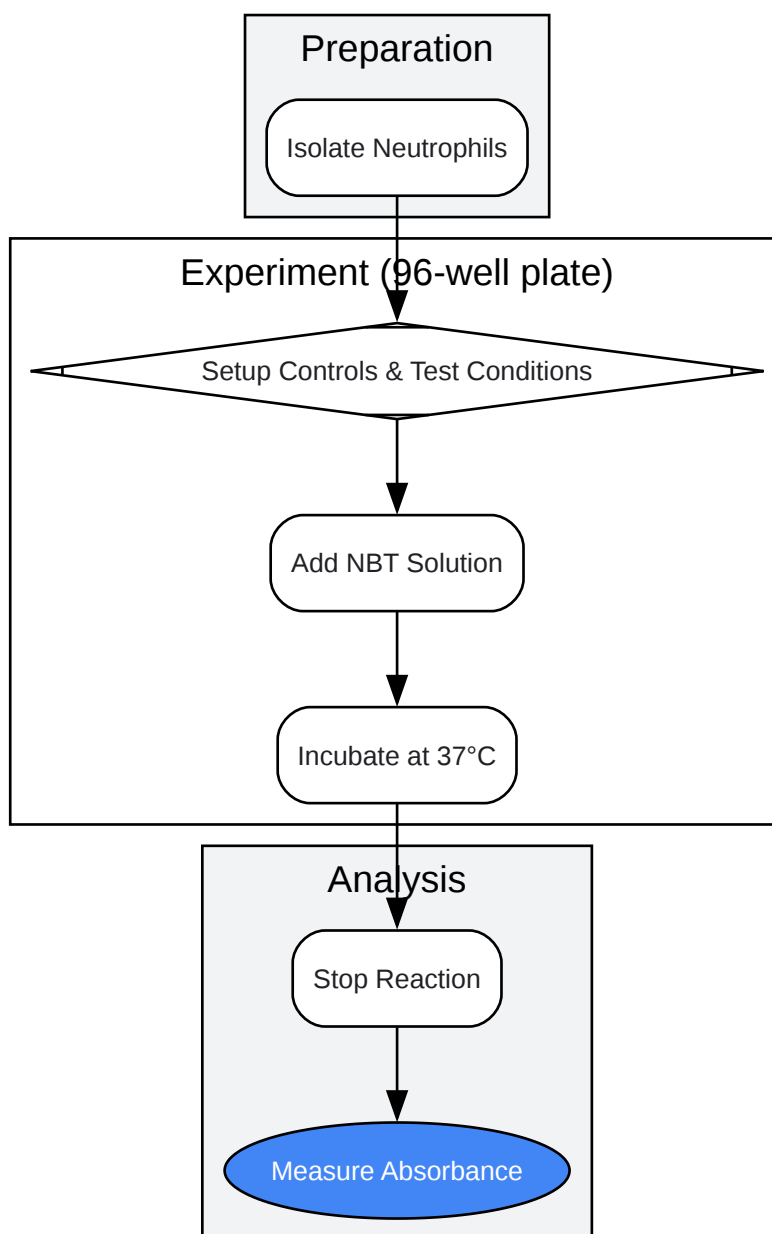 Preparation
Isolate Neutrophils
Experiment (96-well plate)
Setup Controls & Test Conditions
Add NBT Solution
Incubate at 37°C
Analysis
Stop Reaction
Measure Absorbance